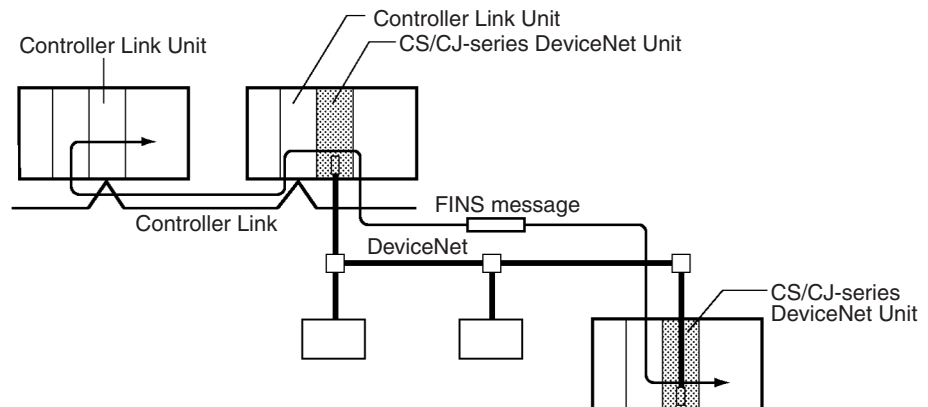 Controller Link Unit
CS/CJ-series DeviceNet Unit
Controller Link Unit
Controller Link
FINS message
DeviceNet
CS/CJ-series
DeviceNet Unit